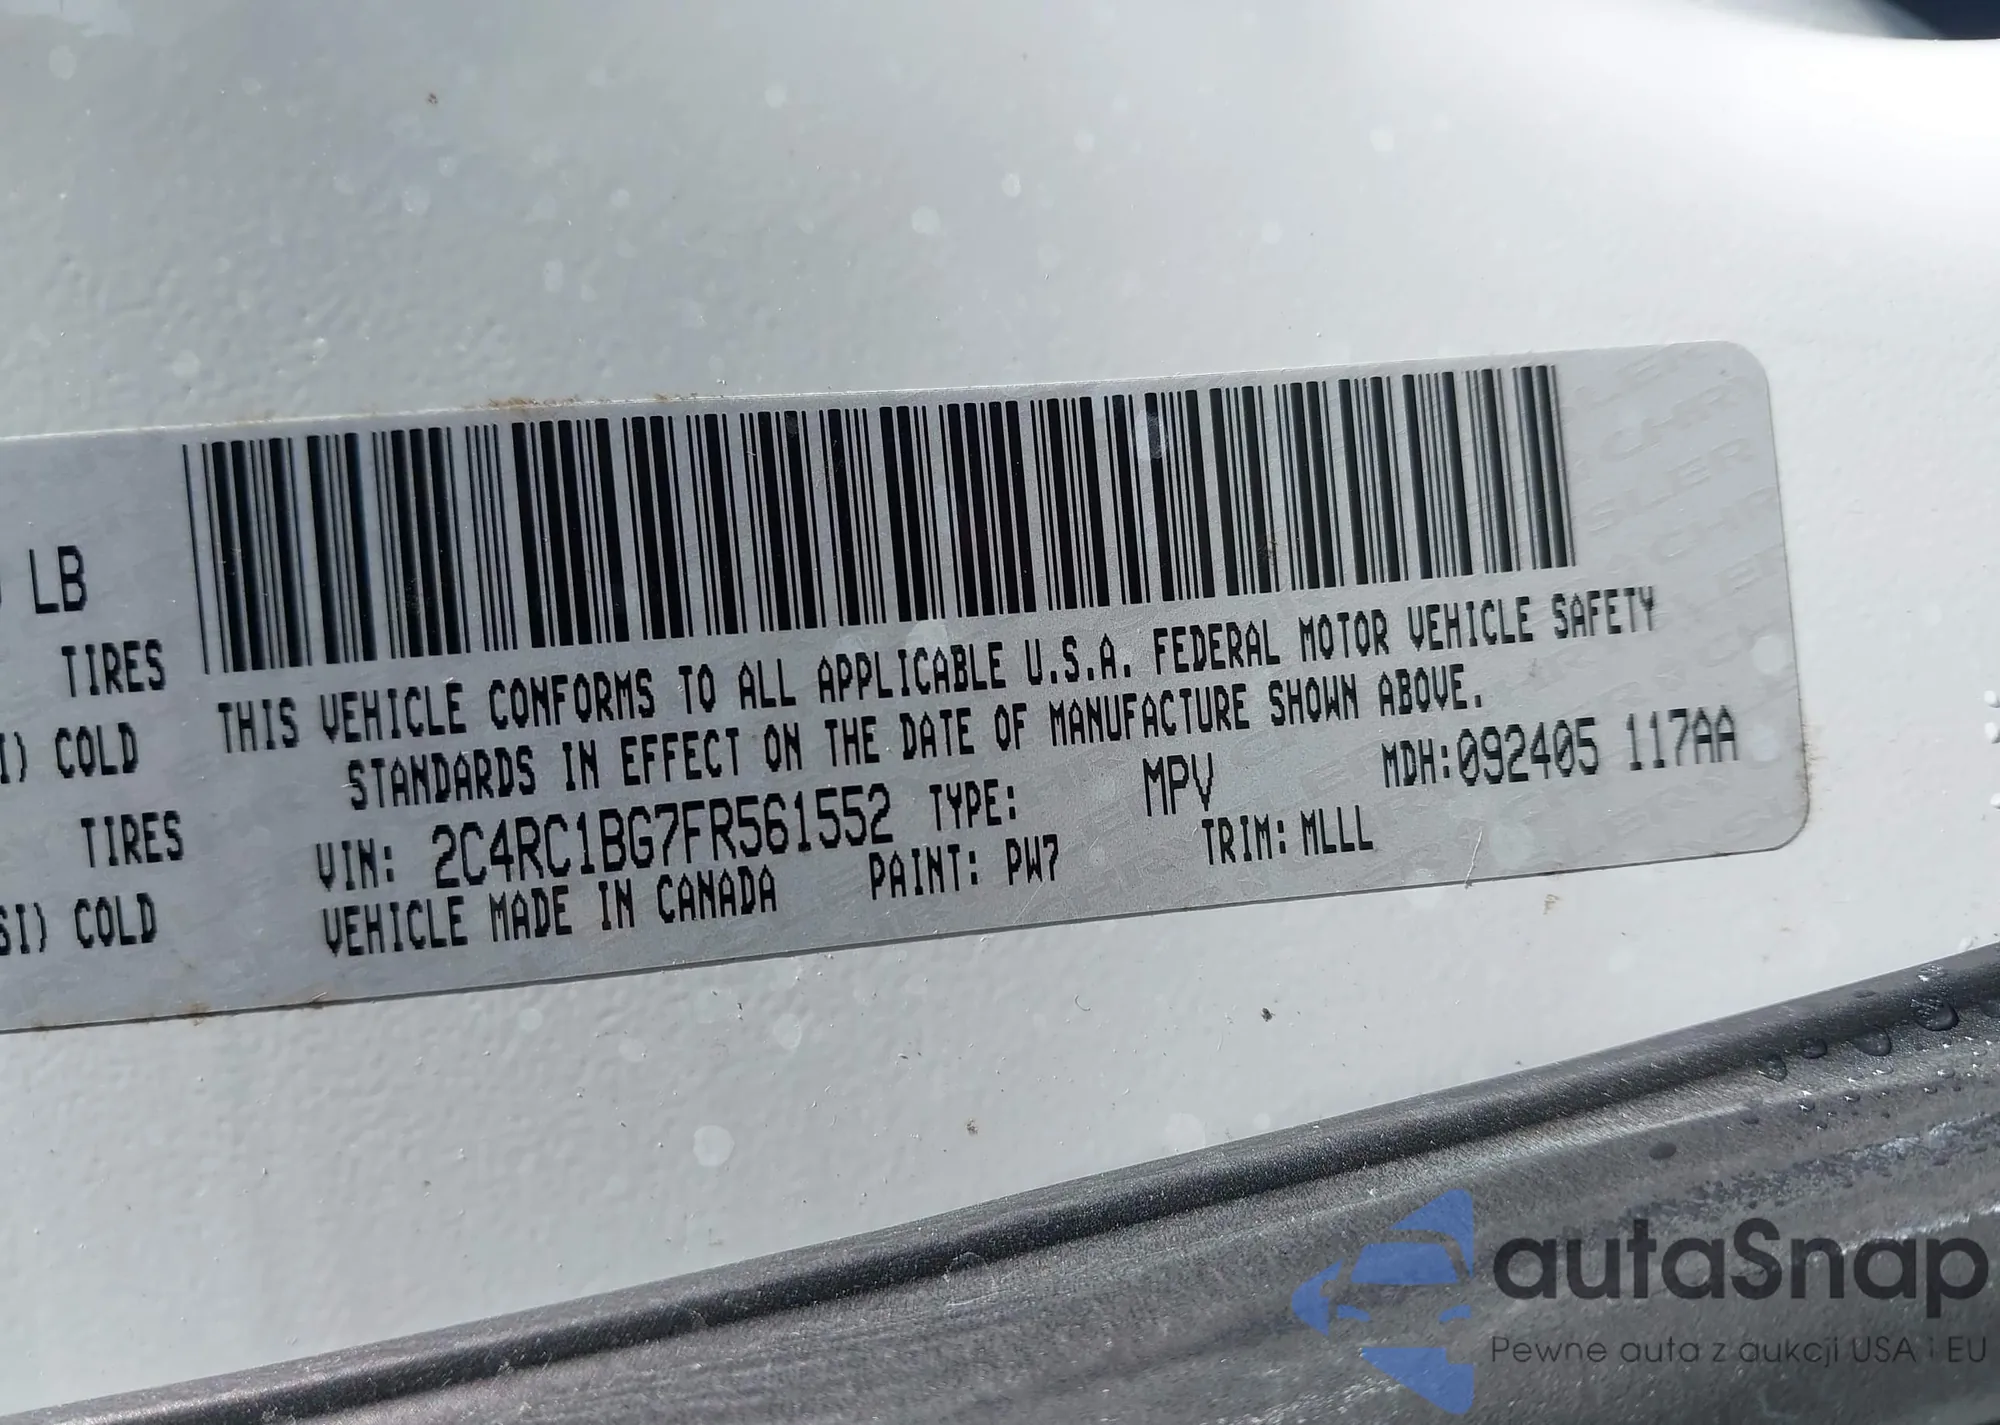 LB
TIRES
COLD
TIRES
COLD
THIS VEHICLE CONFORMS TO ALL APPLICABLE U.S.A. FEDERAL MOTOR VEHICLE SAFETY
STANDARDS IN EFFECT ON THE DATE OF MANUFACTURE SHOWN ABOVE.
VIN: 2C4RC1BG7FR561552 TYPE: MPV MDH:092405 117AA
VEHICLE MADE IN CANADA PAINT: PW7 TRIM: MLLL
autaSnap
Pewne auta z aukcji USA i EU